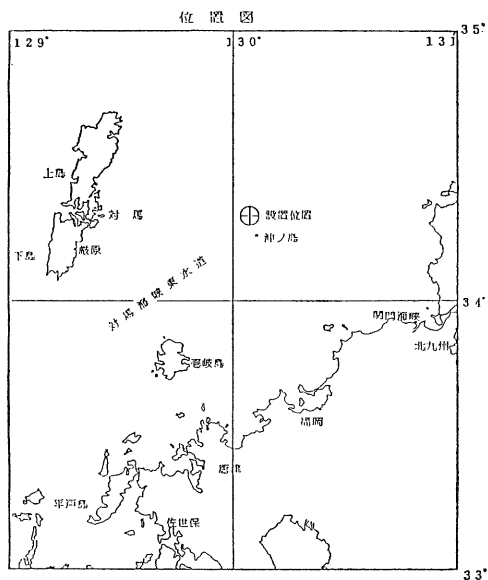 位置図
35°
129°
130°
131
上島
対馬
設置位置
沖ノ島
下島
厳原
対馬海峡東水道
34°
関門海峡
北九州
壱岐島
福岡
唐津
平戸島
佐世保
33°